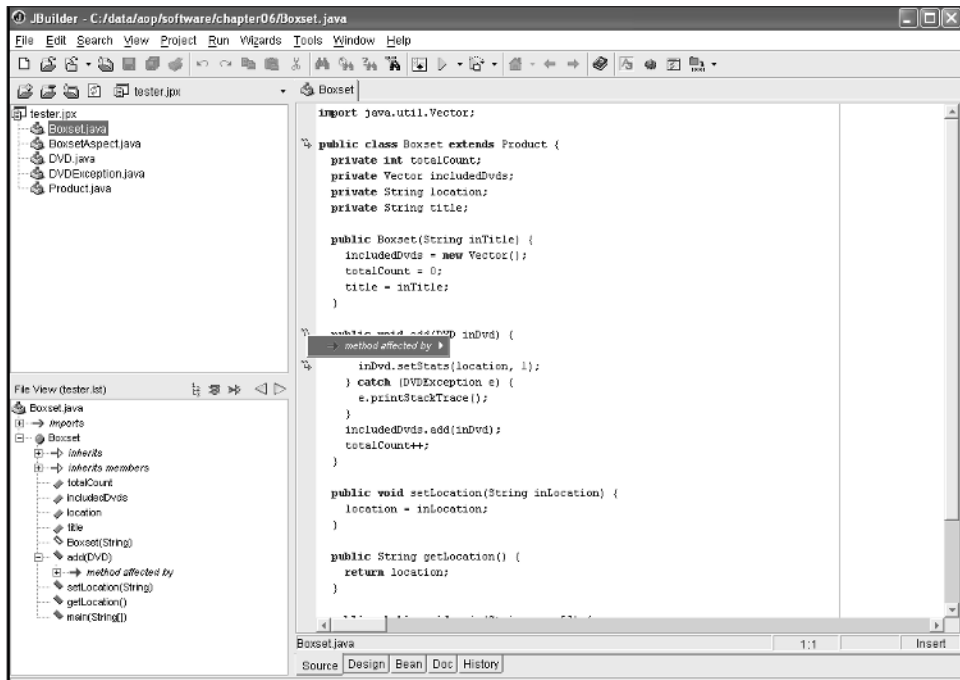 JBuilder - C:/data/aop/software/chapter06/Boxset.java
File Edit Search View Project Run Wizards Tools Window Help
tester.jpx
Boxset
tester.jpx
Boxset.java
BoxsetAspect.java
DVD.java
DVDException.java
Product.java
import java.util.Vector;
public class Boxset extends Product {
private int totalCount;
private Vector includedDvds;
private String location;
private String title;
public Boxset(String inTitle) {
includedDvds = new Vector();
totalCount = 0;
title = inTitle;
}
public void add(DVD inDvd) {
method affected by
inDvd.setStats(location, 1);
} catch (DVDException e) {
e.printStackTrace();
}
includedDvds.add(inDvd);
totalCount++;
}
public void setLocation(String inLocation) {
location = inLocation;
}
public String getLocation() {
return location;
}
File View (tester.lst)
Boxset.java
imports
Boxset
inherits
inherits members
totalCount
includedDvds
location
title
Boxset(String)
add(DVD)
method affected by
setLocation(String)
getLocation()
main(String[])
Boxset.java 1:1 Insert
Source Design Bean Doc History